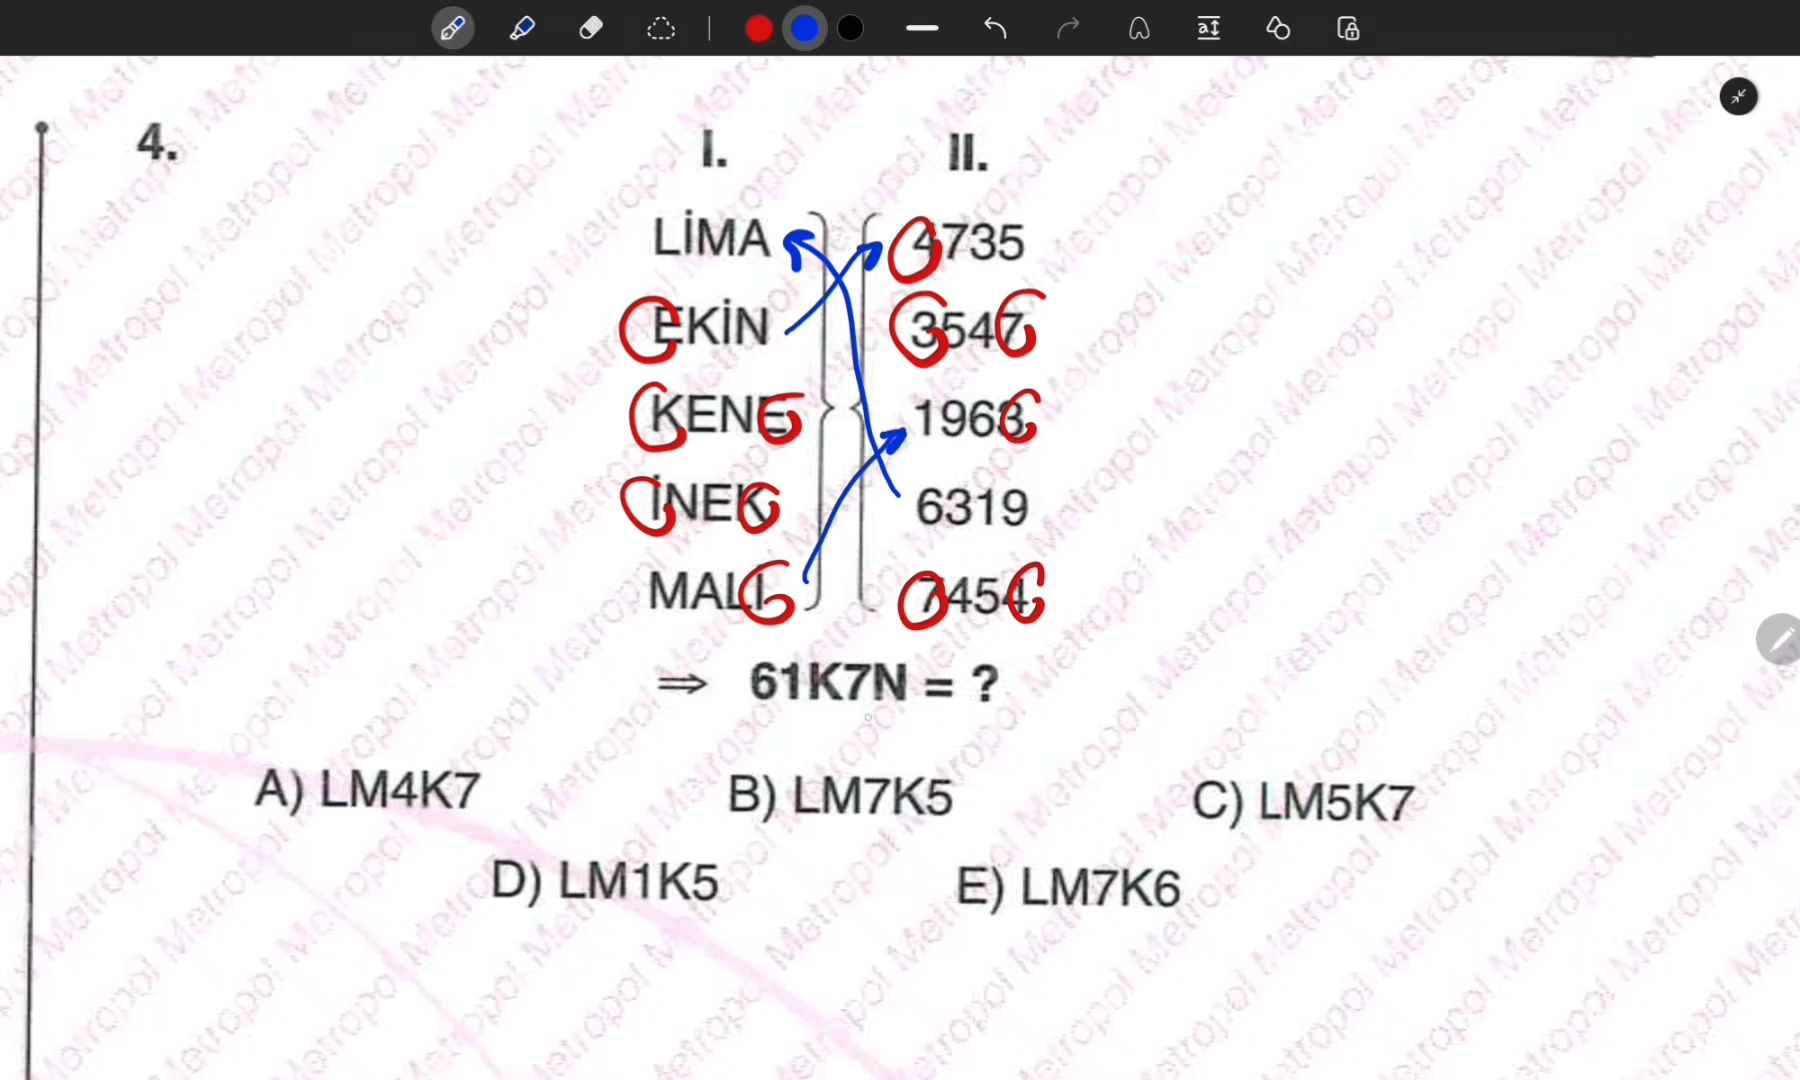 4.
I. II.
LİMA 4735
EKİN 3547
KENE 1963
İNEK 6319
MALİ 7454
⇒ 61K7N = ?
A) LM4K7 B) LM7K5 C) LM5K7
D) LM1K5 E) LM7K6